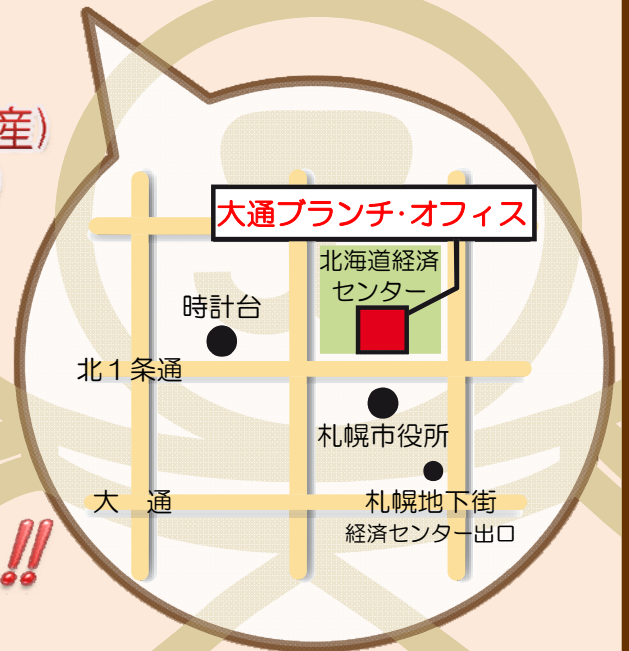 産)
大通ブランチ･オフィス
北海道経済
センター
時計台
北1条通
札幌市役所
大　通
札幌地下街
経済センター出口
!!